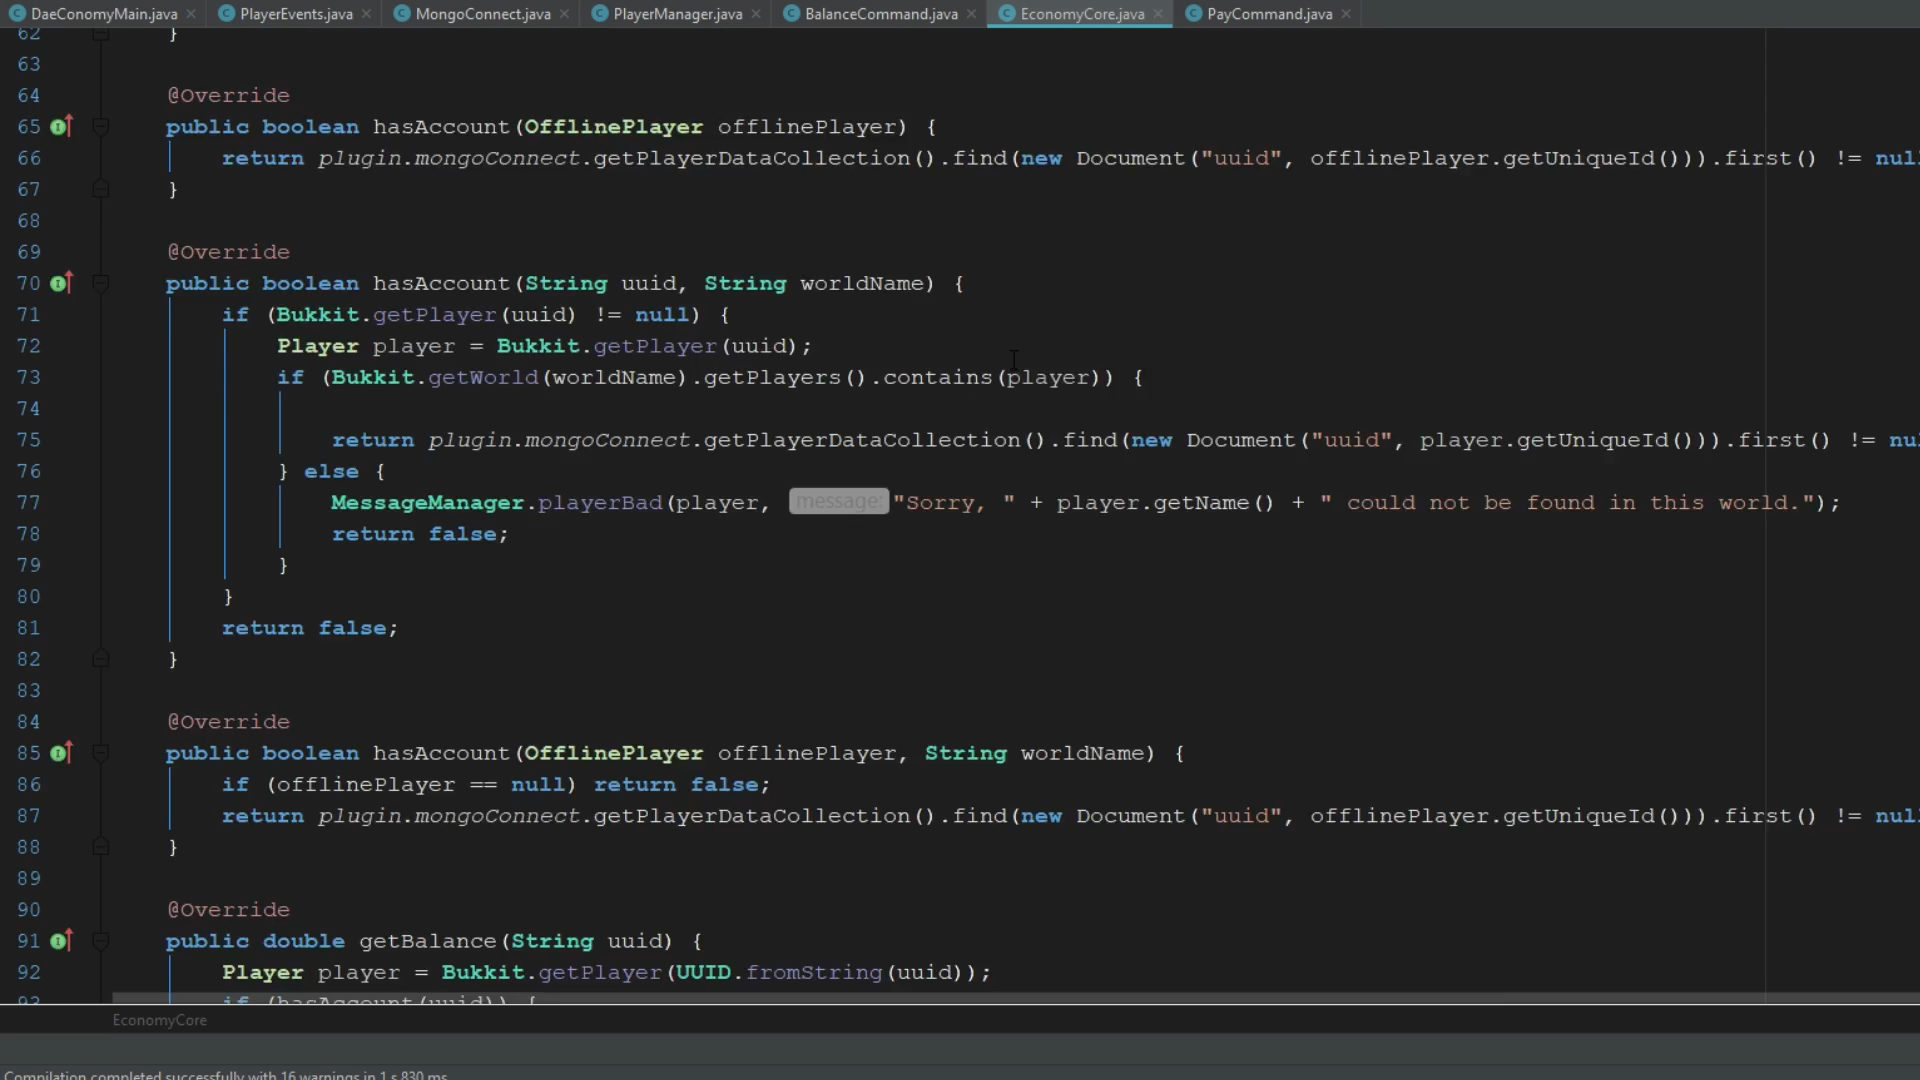 DaeConomyMain.java PlayerEvents.java MongoConnect.java PlayerManager.java BalanceCommand.java EconomyCore.java PayCommand.java
62 }
63
64 @Override
65 public boolean hasAccount(OfflinePlayer offlinePlayer) {
66 return plugin.mongoConnect.getPlayerDataCollection().find(new Document("uuid", offlinePlayer.getUniqueId())).first() != null
67 }
68
69 @Override
70 public boolean hasAccount(String uuid, String worldName) {
71 if (Bukkit.getPlayer(uuid) != null) {
72 Player player = Bukkit.getPlayer(uuid);
73 if (Bukkit.getWorld(worldName).getPlayers().contains(player)) {
74
75 return plugin.mongoConnect.getPlayerDataCollection().find(new Document("uuid", player.getUniqueId())).first() != nu
76 } else {
77 MessageManager.playerBad(player, message: "Sorry, " + player.getName() + " could not be found in this world.");
78 return false;
79 }
80 }
81 return false;
82 }
83
84 @Override
85 public boolean hasAccount(OfflinePlayer offlinePlayer, String worldName) {
86 if (offlinePlayer == null) return false;
87 return plugin.mongoConnect.getPlayerDataCollection().find(new Document("uuid", offlinePlayer.getUniqueId())).first() != null
88 }
89
90 @Override
91 public double getBalance(String uuid) {
92 Player player = Bukkit.getPlayer(UUID.fromString(uuid));
93 if (hasAccount(uuid)) {
EconomyCore
Compilation completed successfully with 16 warnings in 1 s 830 ms